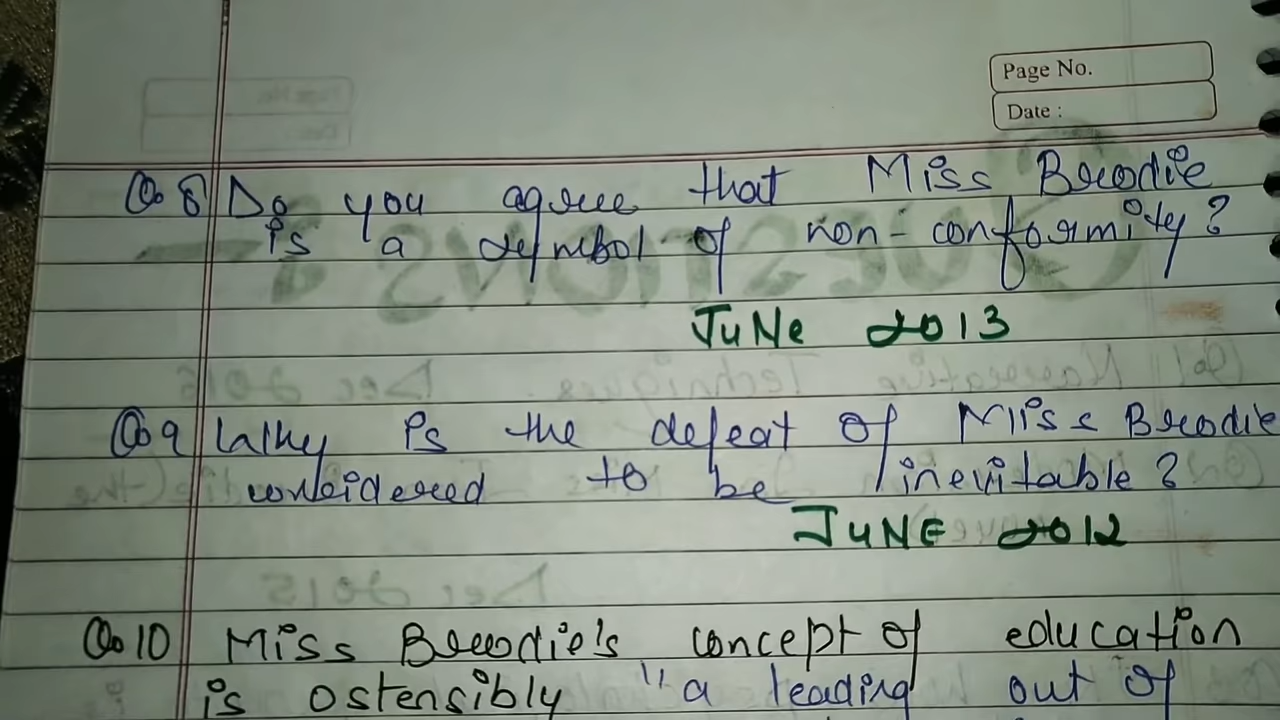 Page No.
Date :
Q.8 Do you agree that Miss Brodie
is a symbol of non-conformity?
JuNe 2013
Q.9 Why is the defeat of Miss Brodie
considered to be inevitable?
JuNE 2012
Q.10 Miss Brodie's concept of education
is ostensibly "a leading out of